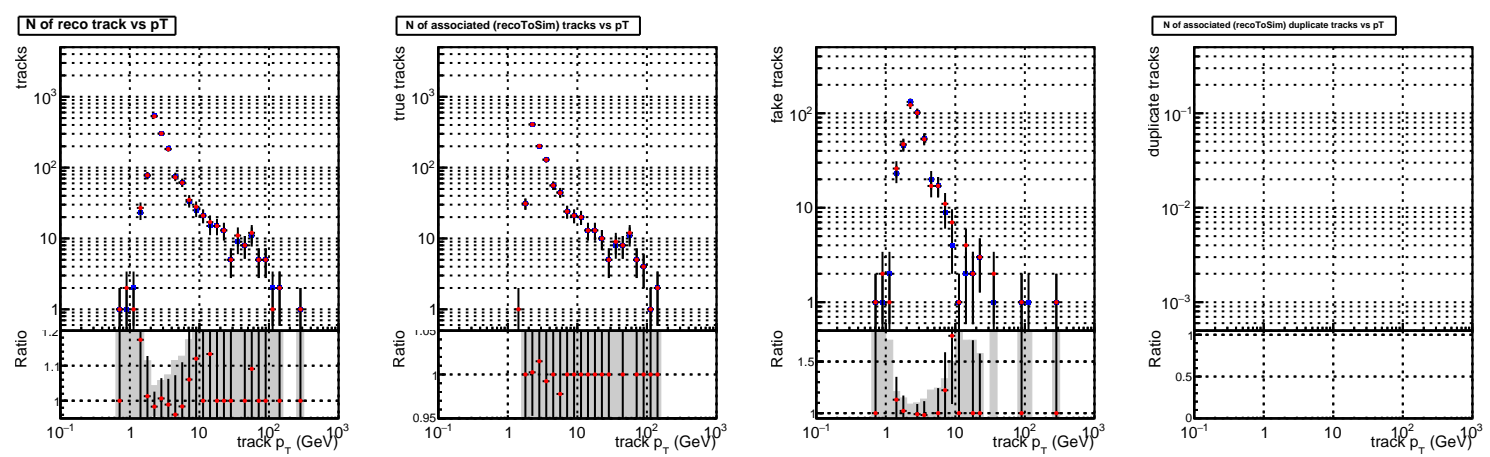 N of reco track vs pT
tracks
10³
10²
10
1
Ratio
1.2
1.1
1
10⁻¹ 1 10 10² 10³
track p_T (GeV)
N of associated (recoToSim) tracks vs pT
true tracks
10³
10²
10
1
Ratio
1.05
1
0.95
10⁻¹ 1 10 10² 10³
track p_T (GeV)
fake tracks
10²
10
1
Ratio
1.5
1
10⁻¹ 1 10 10² 10³
track p_T (GeV)
N of associated (recoToSim) duplicate tracks vs pT
duplicate tracks
10⁻¹
10⁻²
10⁻³
Ratio
1
0.5
0
10⁻¹ 1 10 10² 10³
track p_T (GeV)